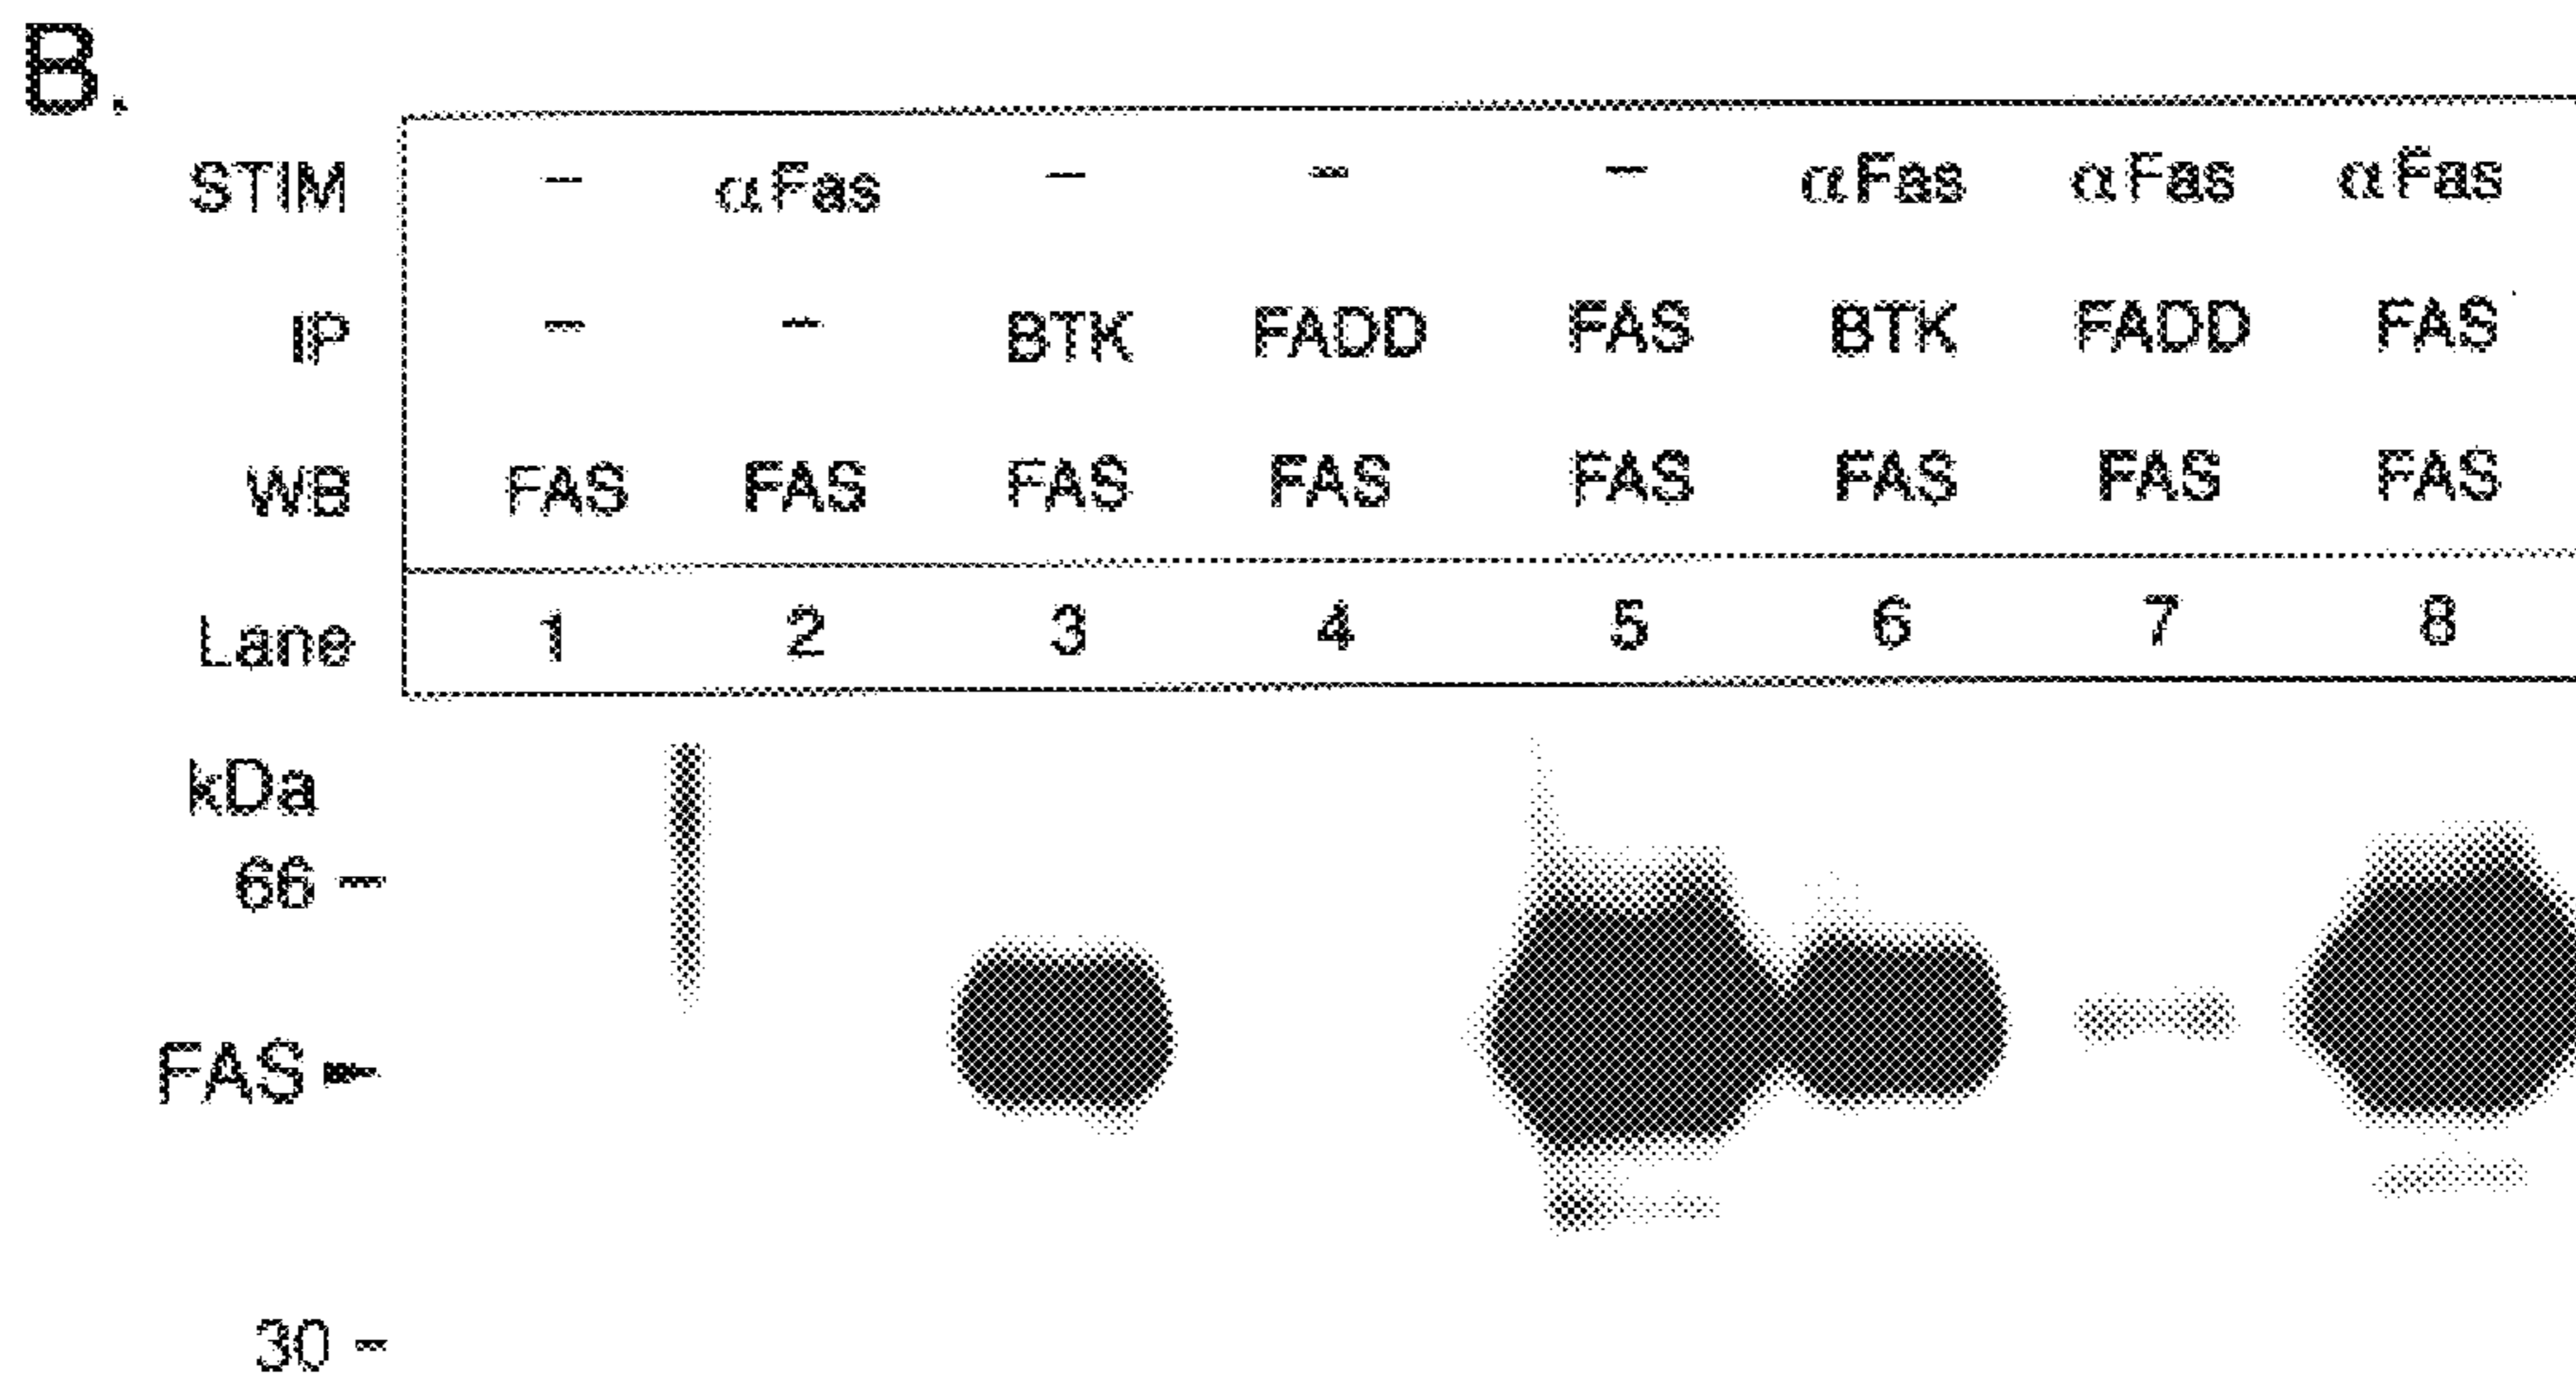 B.
STIM - αFas - - - αFas αFas αFas
IP - - BTK FADD FAS BTK FADD FAS
WB FAS FAS FAS FAS FAS FAS FAS FAS
Lane 1 2 3 4 5 6 7 8
kDa
66 -
FAS
30 -